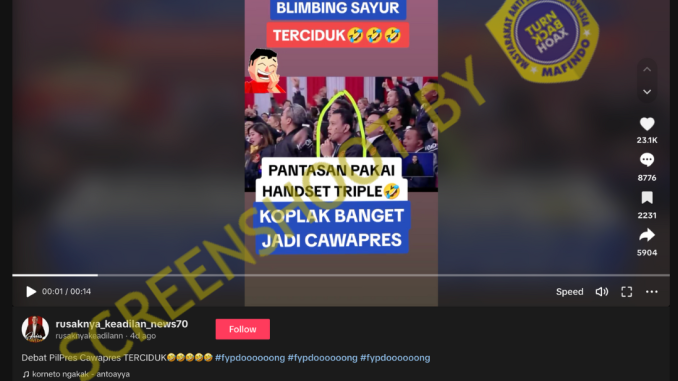 BLIMBING SAYUR
TERCIDUK🤣🤣🤣
MASYARAKAT ANTI INDONESIA
TURN
BACK
HOAX
MAFINDO
PANTASAN PAKAI
HANDSET TRIPLE🤣
KOPLAK BANGET
JADI CAWAPRES
SCREENSHOOT BY
23.1K
8776
2231
5904
00:01 / 00:14
Speed
rusaknya_keadilan_news70
rusaknyakeadilann · 4d ago
Follow
Debat PilPres Cawapres TERCIDUK🤣🤣🤣🤣🤣 #fypdoooooong #fypdoooooong #fypdoooooong
♫ korneto ngakak - antoayya